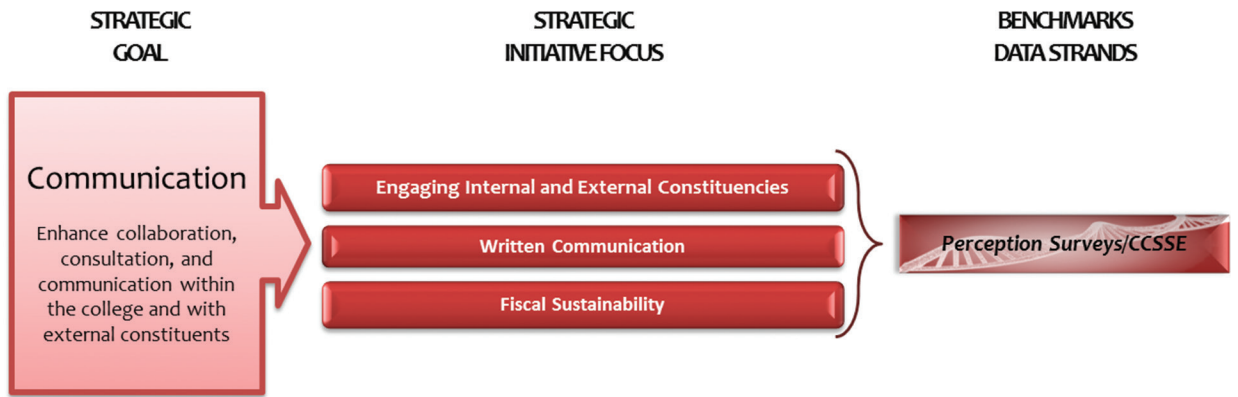 STRATEGIC
GOAL
STRATEGIC
INITIATIVE FOCUS
BENCHMARKS
DATA STRANDS
Communication
Enhance collaboration,
consultation, and
communication within
the college and with
external constituents
Engaging Internal and External Constituencies
Written Communication
Fiscal Sustainability
Perception Surveys/CCSSE